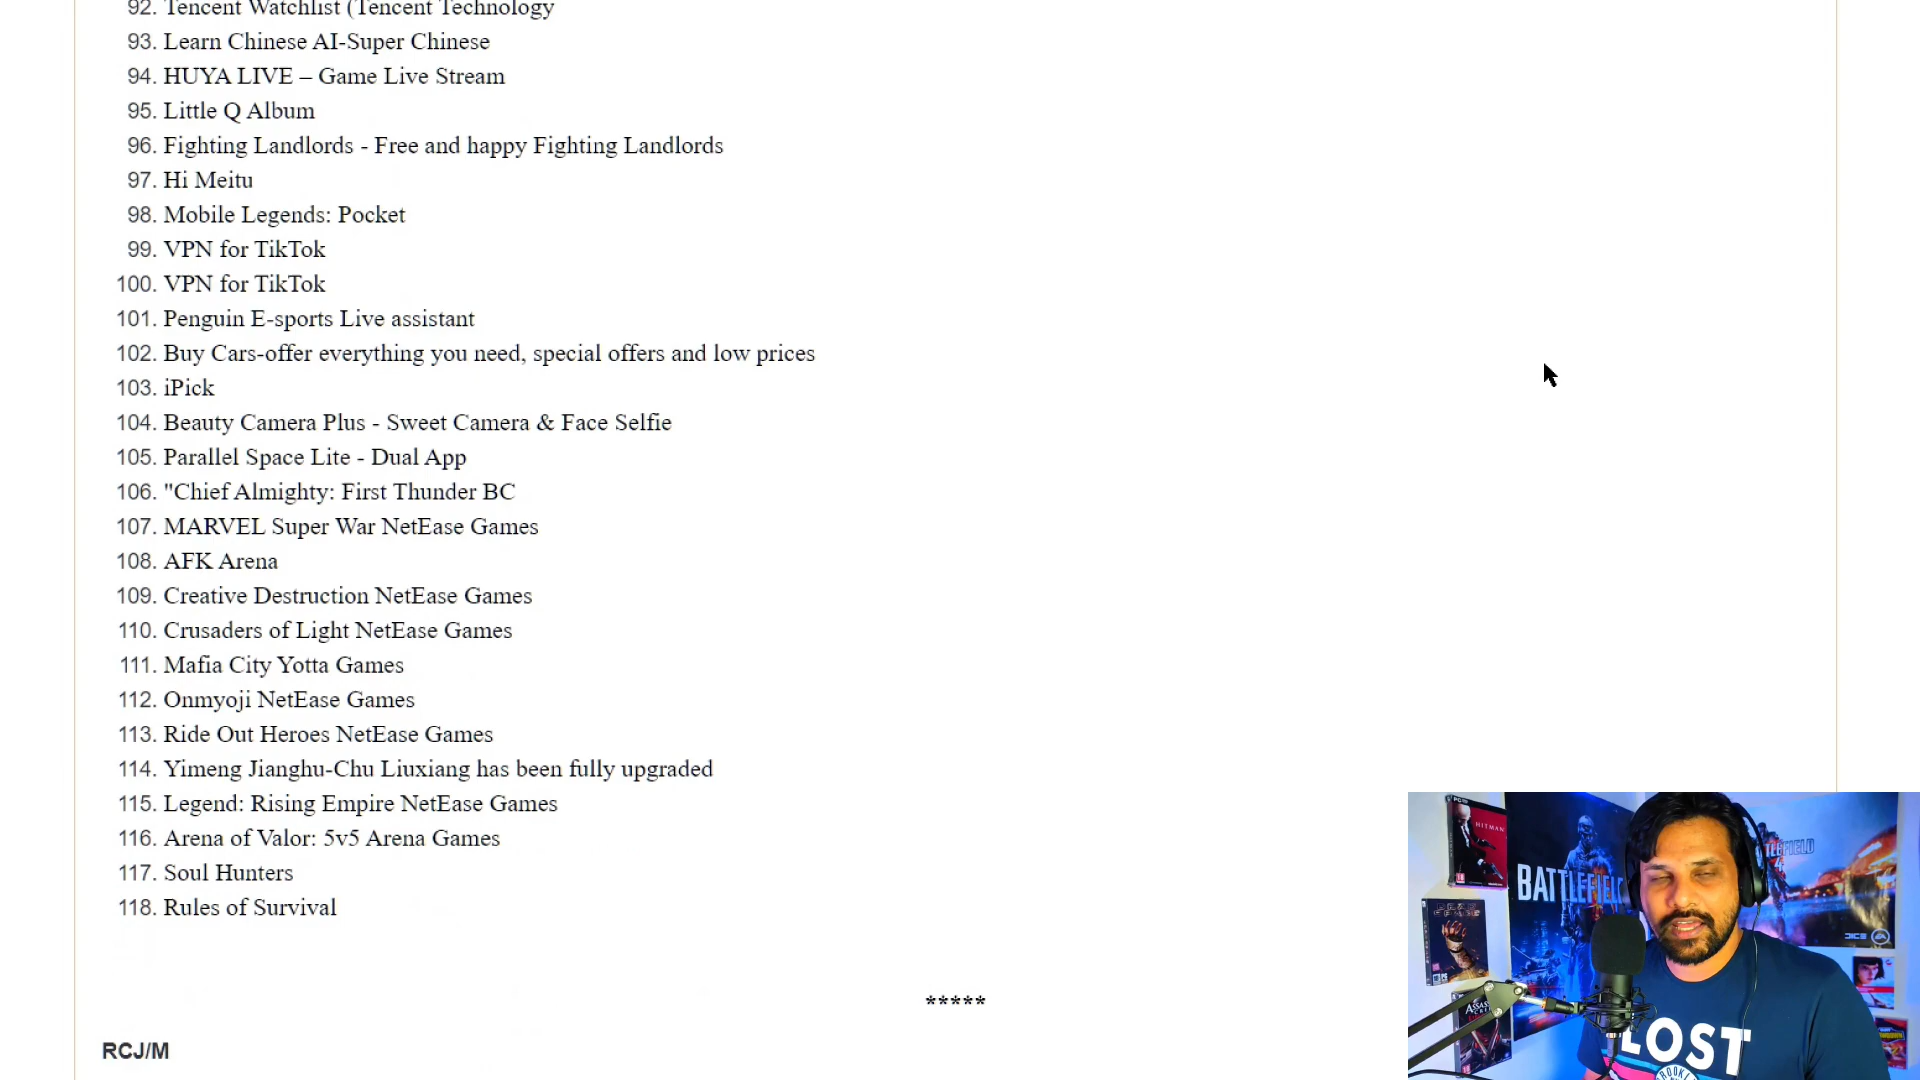 92. Tencent Watchlist (Tencent Technology
93. Learn Chinese AI-Super Chinese
94. HUYA LIVE – Game Live Stream
95. Little Q Album
96. Fighting Landlords - Free and happy Fighting Landlords
97. Hi Meitu
98. Mobile Legends: Pocket
99. VPN for TikTok
100. VPN for TikTok
101. Penguin E-sports Live assistant
102. Buy Cars-offer everything you need, special offers and low prices
103. iPick
104. Beauty Camera Plus - Sweet Camera & Face Selfie
105. Parallel Space Lite - Dual App
106. "Chief Almighty: First Thunder BC
107. MARVEL Super War NetEase Games
108. AFK Arena
109. Creative Destruction NetEase Games
110. Crusaders of Light NetEase Games
111. Mafia City Yotta Games
112. Onmyoji NetEase Games
113. Ride Out Heroes NetEase Games
114. Yimeng Jianghu-Chu Liuxiang has been fully upgraded
115. Legend: Rising Empire NetEase Games
116. Arena of Valor: 5v5 Arena Games
117. Soul Hunters
118. Rules of Survival
*****
RCJ/M
HITMAN
BATTLEFIE
TLEFIELD
4
DICE EA
LOST